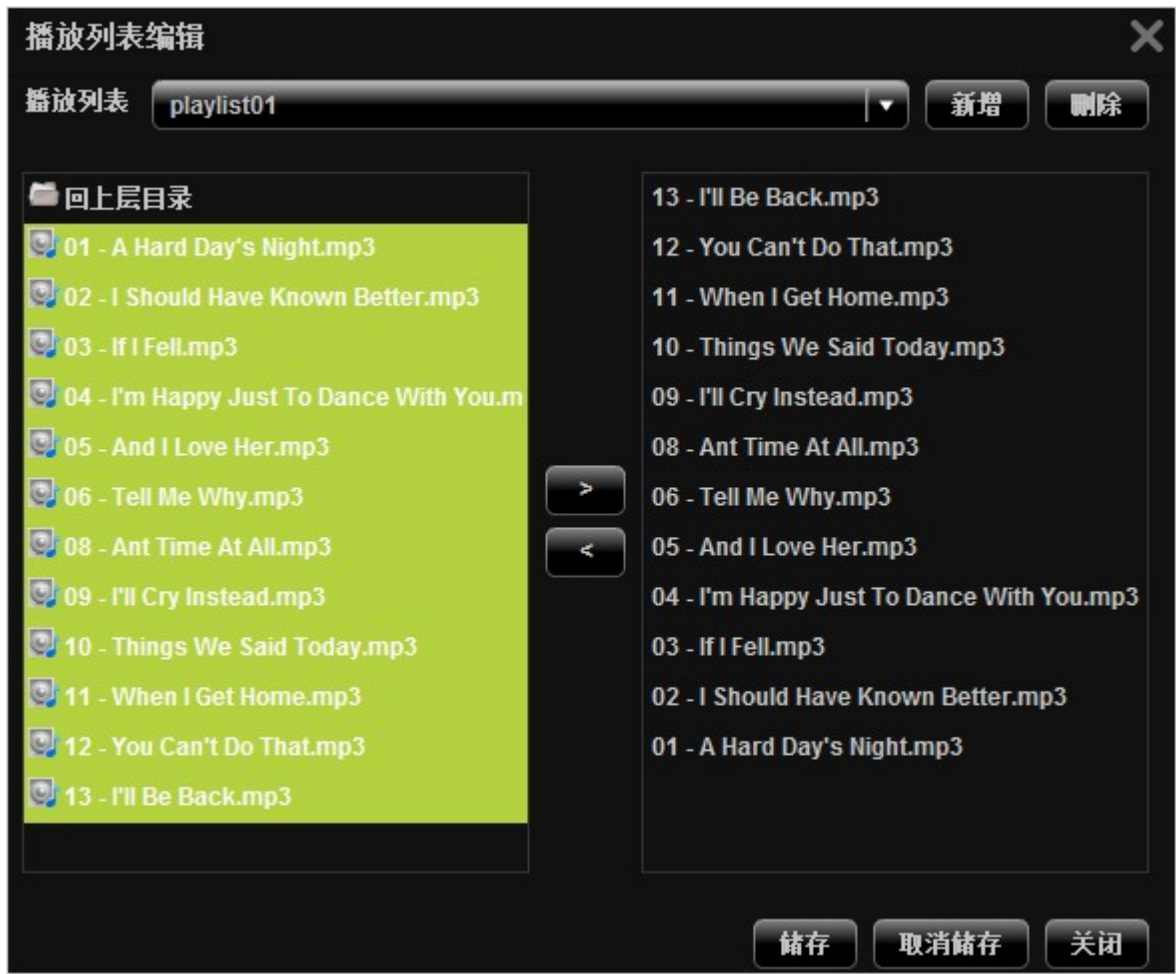 播放列表编辑
播放列表 playlist01 新增 删除
回上层目录
01 - A Hard Day's Night.mp3
02 - I Should Have Known Better.mp3
03 - If I Fell.mp3
04 - I'm Happy Just To Dance With You.m
05 - And I Love Her.mp3
06 - Tell Me Why.mp3
08 - Ant Time At All.mp3
09 - I'll Cry Instead.mp3
10 - Things We Said Today.mp3
11 - When I Get Home.mp3
12 - You Can't Do That.mp3
13 - I'll Be Back.mp3
>
<
13 - I'll Be Back.mp3
12 - You Can't Do That.mp3
11 - When I Get Home.mp3
10 - Things We Said Today.mp3
09 - I'll Cry Instead.mp3
08 - Ant Time At All.mp3
06 - Tell Me Why.mp3
05 - And I Love Her.mp3
04 - I'm Happy Just To Dance With You.mp3
03 - If I Fell.mp3
02 - I Should Have Known Better.mp3
01 - A Hard Day's Night.mp3
储存 取消储存 关闭